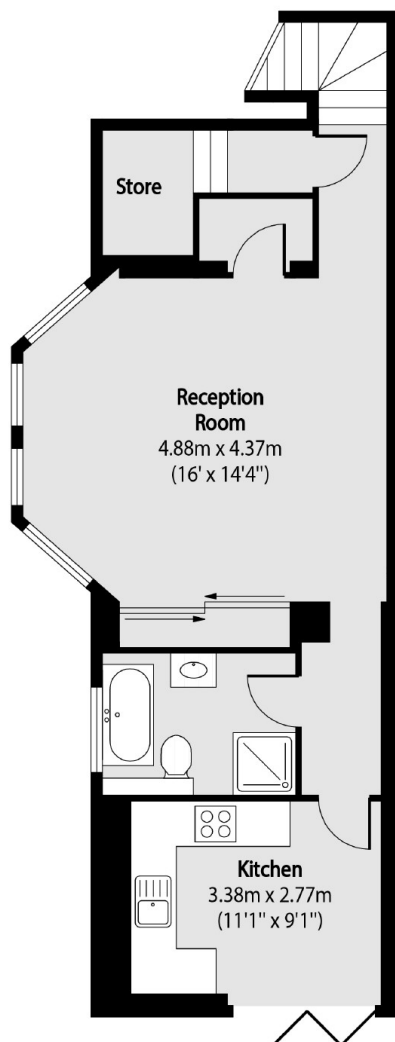 Store
Reception
Room
4.88m x 4.37m
(16' x 14'4")
Kitchen
3.38m x 2.77m
(11'1" x 9'1")